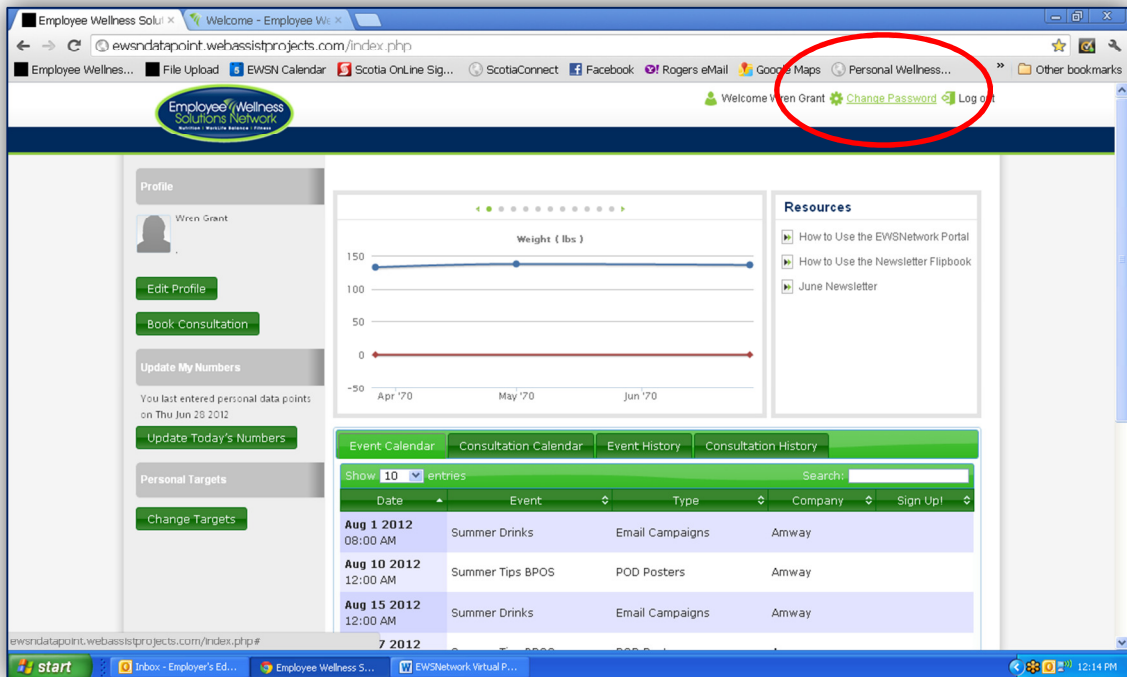 Employee Wellness Solut
Welcome - Employee We
ewsndatapoint.webassistprojects.com/index.php
Employee Wellnes...
File Upload
5 EWSN Calendar
Scotia OnLine Sig...
ScotiaConnect
Facebook
Rogers eMail
Google Maps
Personal Wellness...
»
Other bookmarks
Employee Wellness
Solutions Network
Nutrition | WorkLife Balance | Fitness
Welcome Wren Grant Change Password Log out
Profile
Wren Grant
.
Edit Profile
Book Consultation
Update My Numbers
You last entered personal data points
on Thu Jun 28 2012
Update Today's Numbers
Personal Targets
Change Targets
Weight ( lbs )
150
100
50
0
-50
Apr '70 May '70 Jun '70
Resources
How to Use the EWSNetwork Portal
How to Use the Newsletter Flipbook
June Newsletter
Event Calendar Consultation Calendar Event History Consultation History
Show 10 entries Search:
Date Event Type Company Sign Up!
Aug 1 2012
08:00 AM
Summer Drinks Email Campaigns Amway
Aug 10 2012
12:00 AM
Summer Tips BPOS POD Posters Amway
Aug 15 2012
12:00 AM
Summer Drinks Email Campaigns Amway
7 2012
ewsndatapoint.webassistprojects.com/index.php#
start
Inbox - Employer's Ed...
Employee Wellness S...
EWSNetwork Virtual P...
12:14 PM